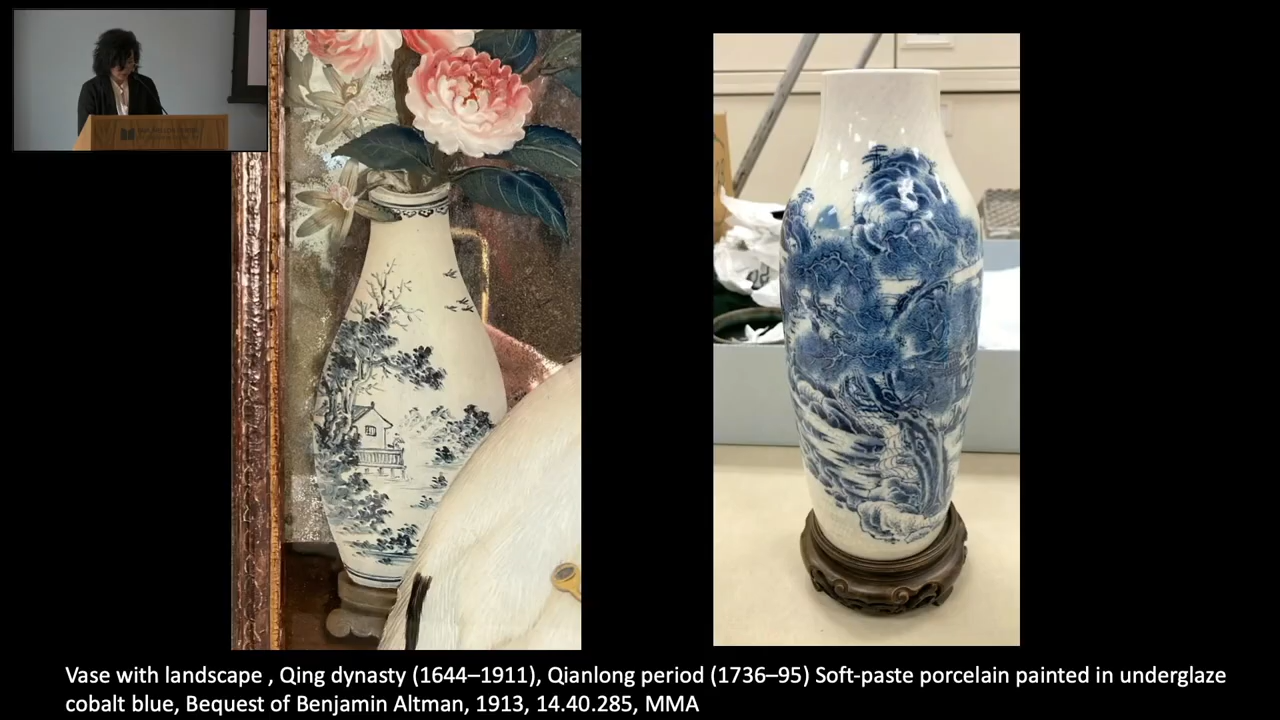 Vase with landscape , Qing dynasty (1644–1911), Qianlong period (1736–95) Soft-paste porcelain painted in underglaze
cobalt blue, Bequest of Benjamin Altman, 1913, 14.40.285, MMA